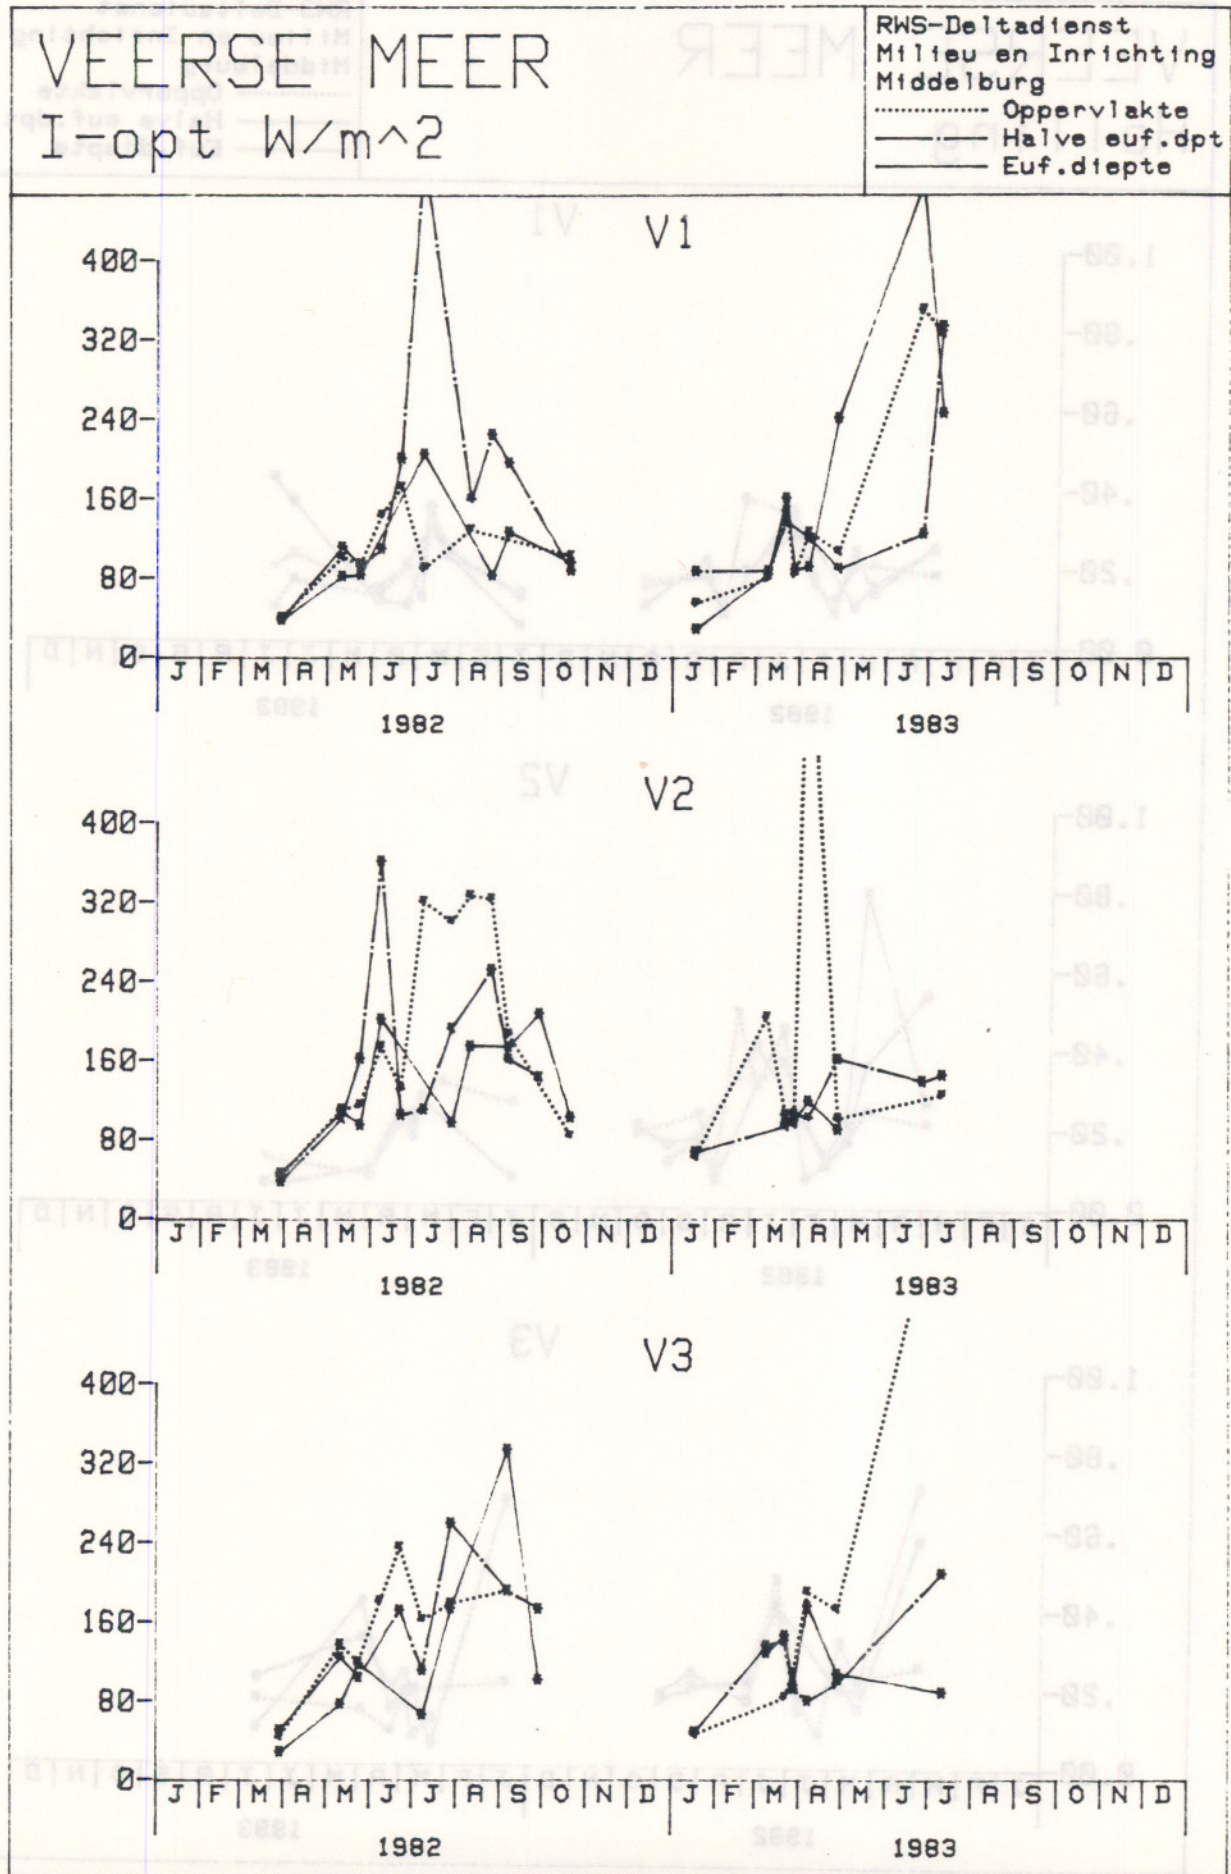 VEERSE MEER
I-opt W/m^2
RWS-Deltadienst
Milieu en Inrichting
Middelburg
Oppervlakte
Halve euf.dpt
Euf.diepte
V1
400
320
240
160
80
0
J F M A M J J A S O N D J F M A M J J A S O N D
1982 1983
V2
400
320
240
160
80
0
J F M A M J J A S O N D J F M A M J J A S O N D
1982 1983
V3
400
320
240
160
80
0
J F M A M J J A S O N D J F M A M J J A S O N D
1982 1983